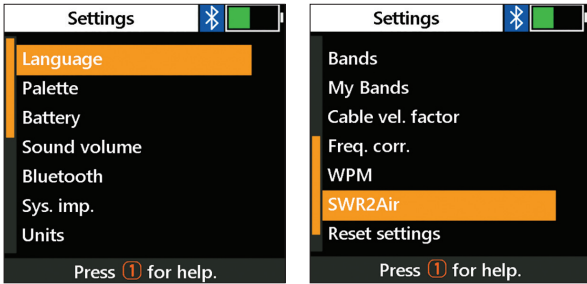 Settings
Language
Palette
Battery
Sound volume
Bluetooth
Sys. imp.
Units
Press 1 for help.
Settings
Bands
My Bands
Cable vel. factor
Freq. corr.
WPM
SWR2Air
Reset settings
Press 1 for help.